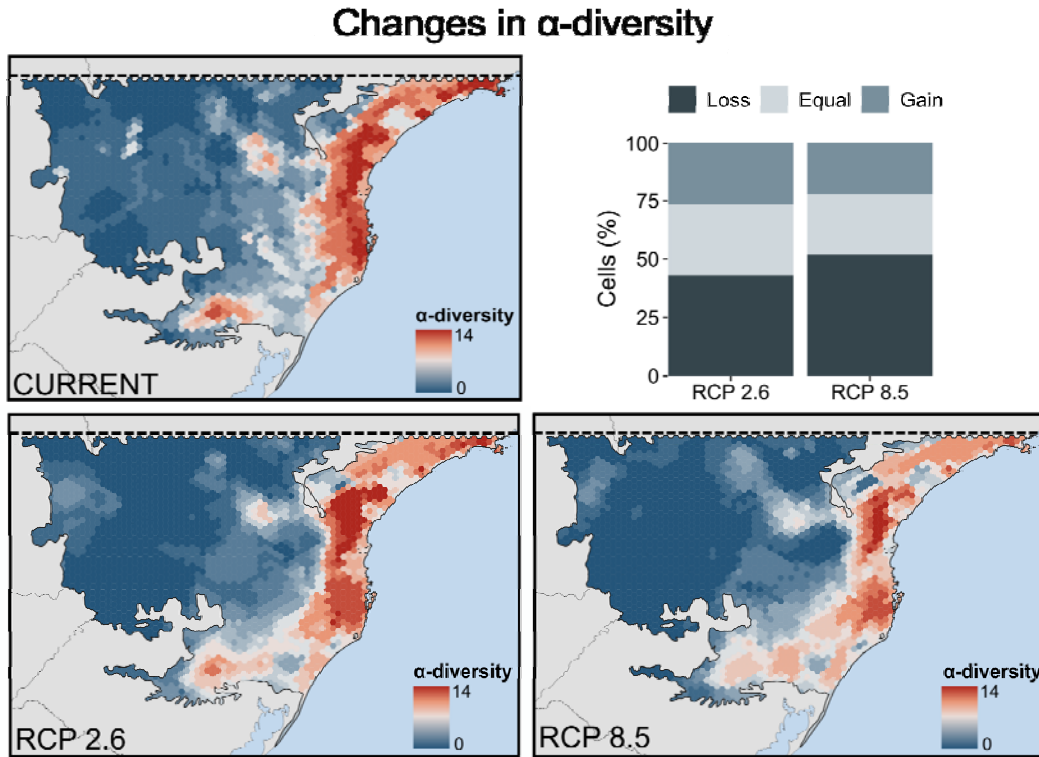 Changes in α-diversity
α-diversity
14
0
CURRENT
Loss Equal Gain
Cells (%)
100
75
50
25
0
RCP 2.6 RCP 8.5
α-diversity
14
0
RCP 2.6
α-diversity
14
0
RCP 8.5